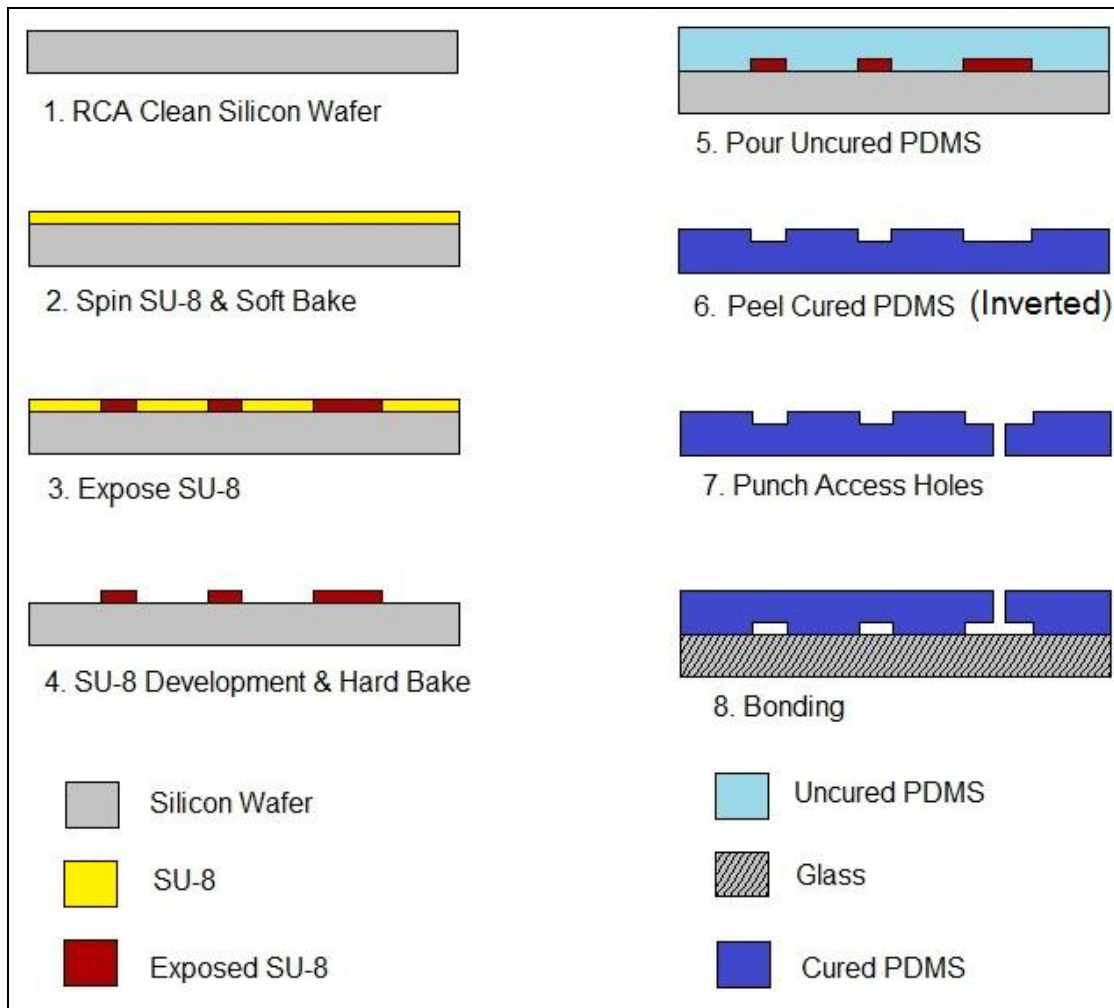 1. RCA Clean Silicon Wafer
2. Spin SU-8 & Soft Bake
3. Expose SU-8
4. SU-8 Development & Hard Bake
5. Pour Uncured PDMS
6. Peel Cured PDMS (Inverted)
7. Punch Access Holes
8. Bonding
Silicon Wafer
SU-8
Exposed SU-8
Uncured PDMS
Glass
Cured PDMS